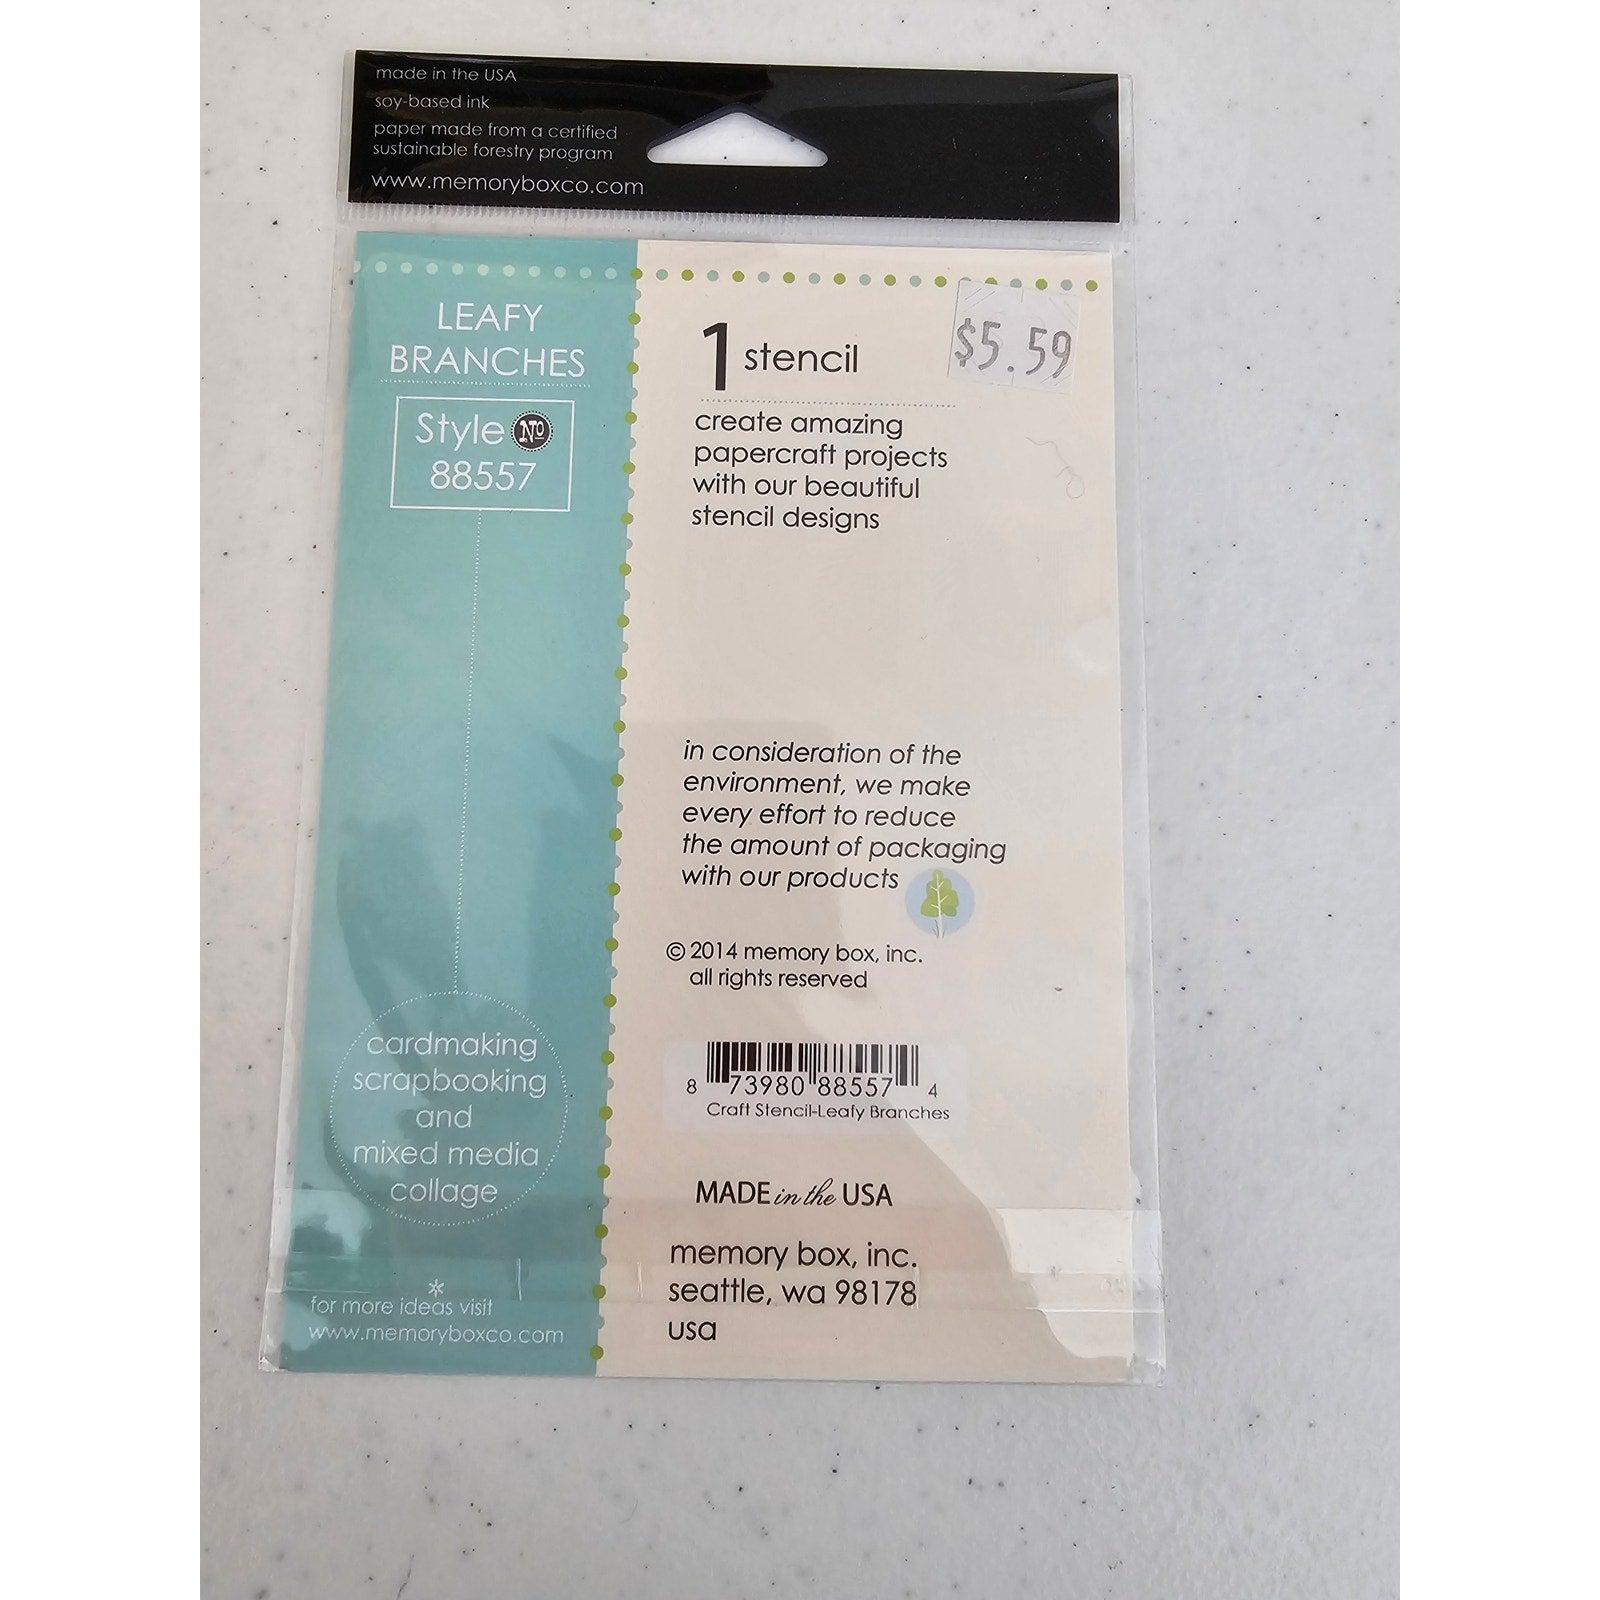 made in the USA
soy-based ink
paper made from a certified
sustainable forestry program
www.memoryboxco.com
LEAFY
BRANCHES
Style No
88557
cardmaking
scrapbooking
and
mixed media
collage
*
for more ideas visit
www.memoryboxco.com
$5.59
1 stencil
create amazing
papercraft projects
with our beautiful
stencil designs
in consideration of the
environment, we make
every effort to reduce
the amount of packaging
with our products
© 2014 memory box, inc.
all rights reserved
8 73980 88557 4
Craft Stencil-Leafy Branches
MADE in the USA
memory box, inc.
seattle, wa 98178
usa